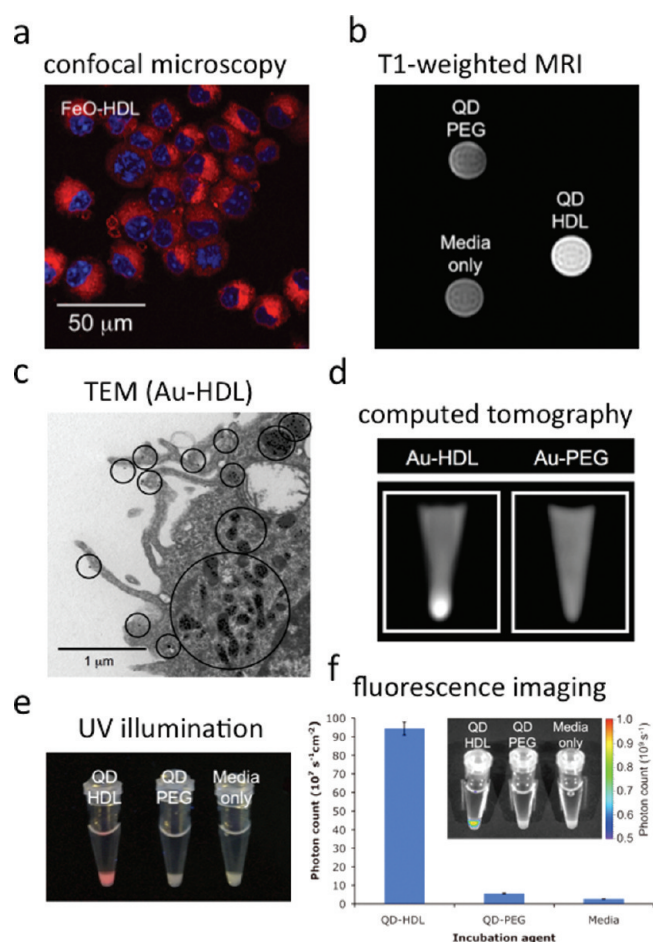 a
confocal microscopy
FeO-HDL
50 μm
b
T1-weighted MRI
QD
PEG
QD
HDL
Media
only
c
TEM (Au-HDL)
1 μm
d
computed tomography
Au-HDL
Au-PEG
e
UV illumination
QD
HDL
QD
PEG
Media
only
f
fluorescence imaging
Photon count (10⁷ s⁻¹cm⁻²)
100
90
80
70
60
50
40
30
20
10
0
QD-HDL
QD-PEG
Media
Incubation agent
QD
HDL
QD
PEG
Media
only
1.0
0.9
0.8
0.7
0.6
0.5
Photon count (10⁹ s⁻¹)